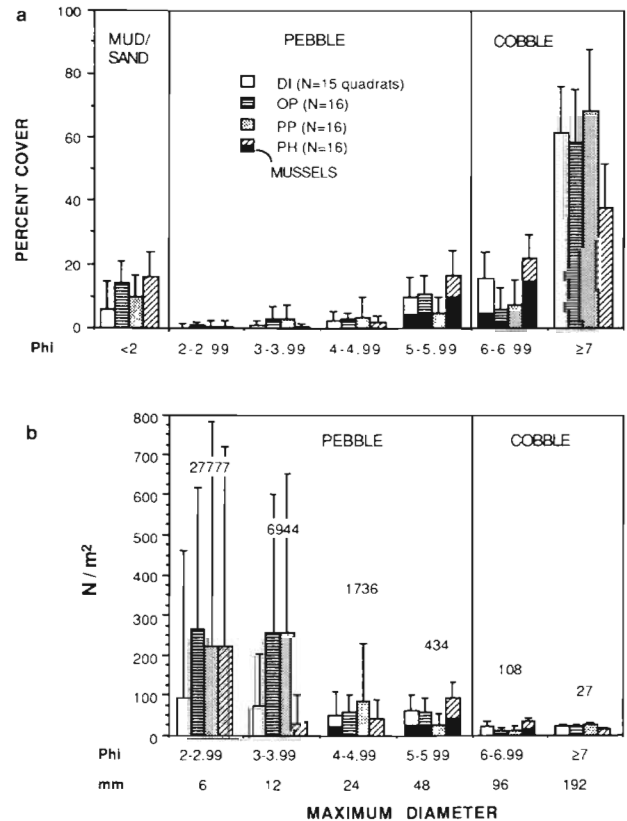 a
100
80
60
40
20
0
PERCENT COVER
MUD/
SAND
PEBBLE
COBBLE
DI (N=15 quadrats)
OP (N=16)
PP (N=16)
PH (N=16)
MUSSELS
Phi <2 2-2 99 3-3.99 4-4.99 5-5.99 6-6 99 ≥7
b
800
700
600
500
400
300
200
100
0
N / m²
PEBBLE
COBBLE
27777
6944
1736
434
108
27
Phi 2-2.99 3-3.99 4-4.99 5-5 99 6-6.99 ≥7
mm 6 12 24 48 96 192
MAXIMUM DIAMETER